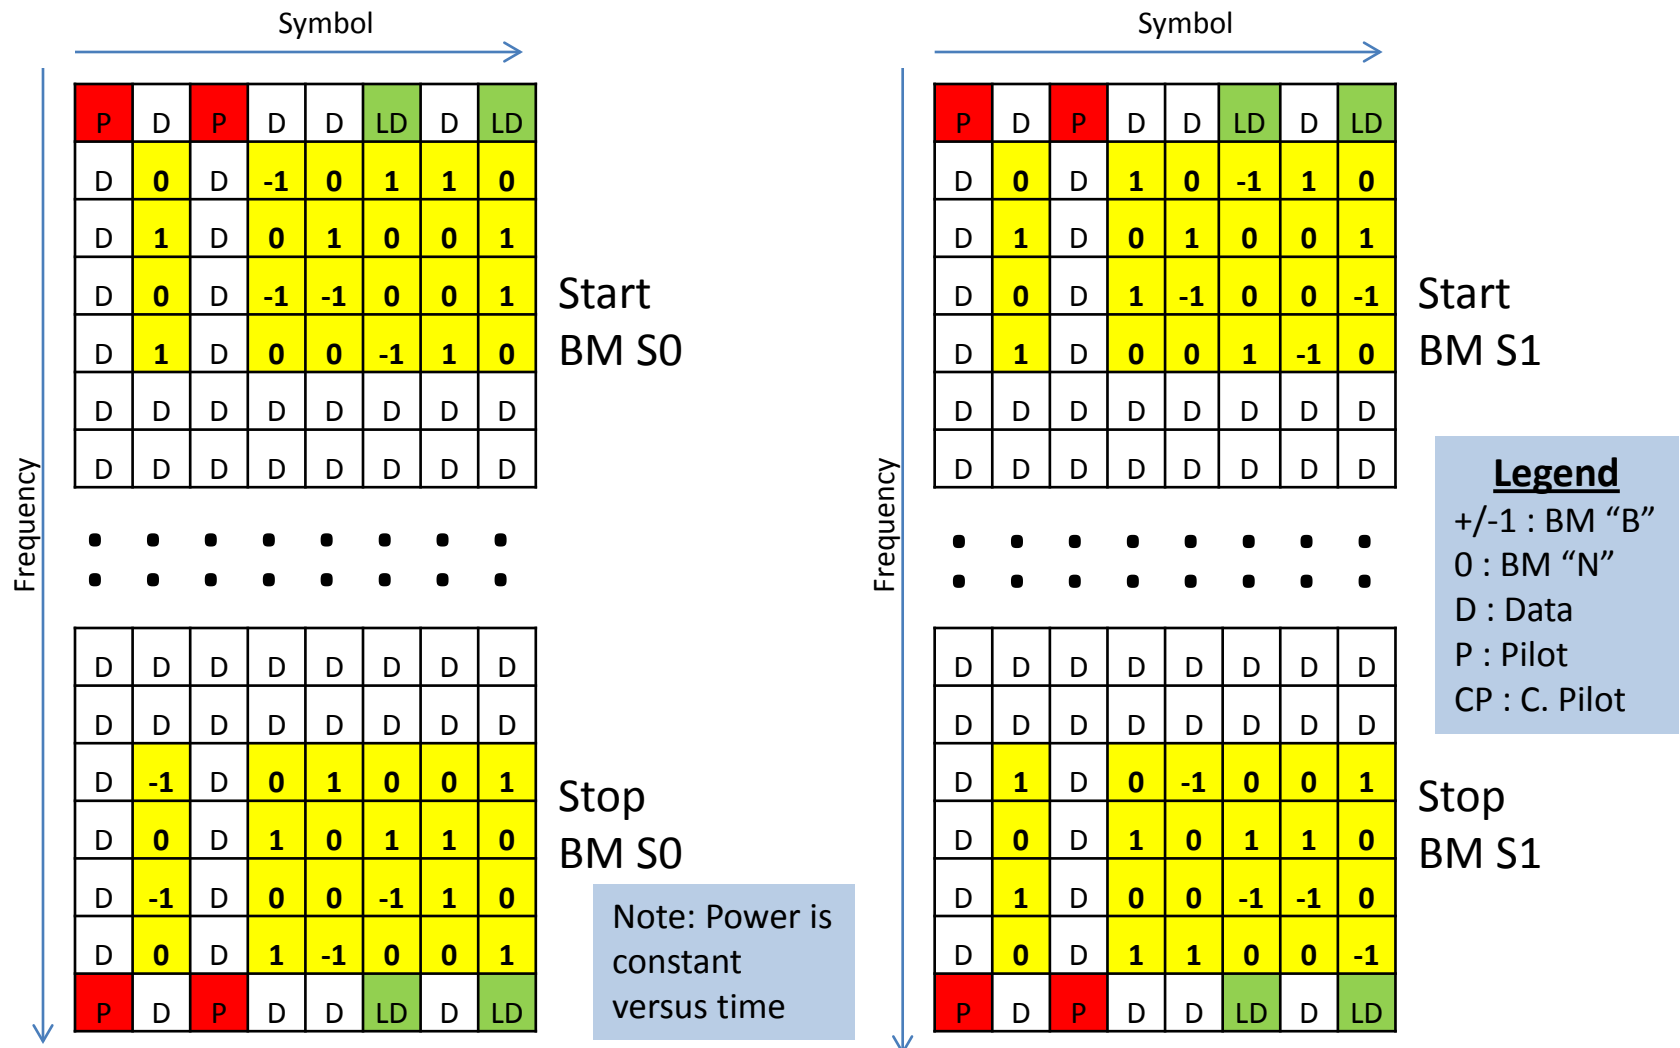 Symbol
P D P D D LD D LD
D 0 D -1 0 1 1 0
D 1 D 0 1 0 0 1
D 0 D -1 -1 0 0 1
D 1 D 0 0 -1 1 0
D D D D D D D D
D D D D D D D D
Start
BM S0
Frequency
D D D D D D D D
D D D D D D D D
D -1 D 0 1 0 0 1
D 0 D 1 0 1 1 0
D -1 D 0 0 -1 1 0
D 0 D 1 -1 0 0 1
P D P D D LD D LD
Stop
BM S0
Note: Power is
constant
versus time
Symbol
P D P D D LD D LD
D 0 D 1 0 -1 1 0
D 1 D 0 1 0 0 1
D 0 D 1 -1 0 0 -1
D 1 D 0 0 1 -1 0
D D D D D D D D
D D D D D D D D
Start
BM S1
Frequency
D D D D D D D D
D D D D D D D D
D 1 D 0 -1 0 0 1
D 0 D 1 0 1 1 0
D 1 D 0 0 -1 -1 0
D 0 D 1 1 0 0 -1
P D P D D LD D LD
Stop
BM S1
Legend
+/-1 : BM “B”
0 : BM “N”
D : Data
P : Pilot
CP : C. Pilot